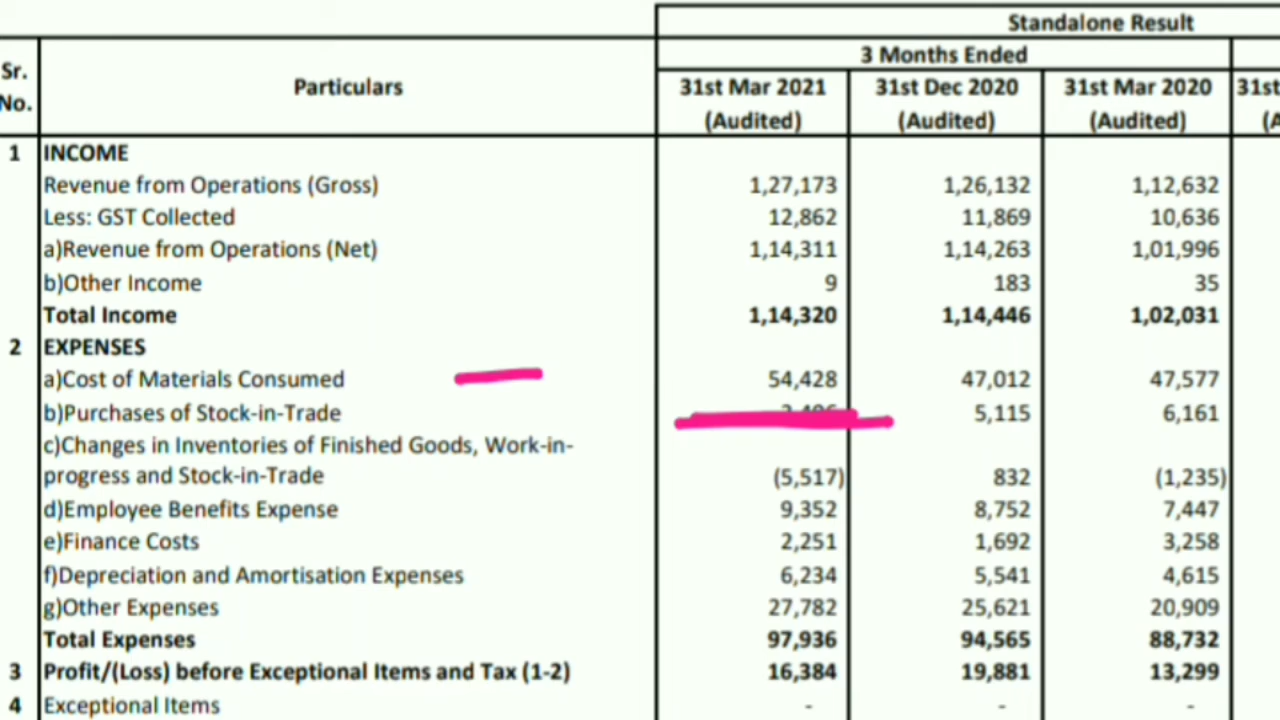 Standalone Result
3 Months Ended
Sr. No. Particulars 31st Mar 2021 (Audited) 31st Dec 2020 (Audited) 31st Mar 2020 (Audited) 31st (A
1 INCOME
Revenue from Operations (Gross) 1,27,173 1,26,132 1,12,632
Less: GST Collected 12,862 11,869 10,636
a)Revenue from Operations (Net) 1,14,311 1,14,263 1,01,996
b)Other Income 9 183 35
Total Income 1,14,320 1,14,446 1,02,031
2 EXPENSES
a)Cost of Materials Consumed 54,428 47,012 47,577
b)Purchases of Stock-in-Trade 3,406 5,115 6,161
c)Changes in Inventories of Finished Goods, Work-in-
progress and Stock-in-Trade (5,517) 832 (1,235)
d)Employee Benefits Expense 9,352 8,752 7,447
e)Finance Costs 2,251 1,692 3,258
f)Depreciation and Amortisation Expenses 6,234 5,541 4,615
g)Other Expenses 27,782 25,621 20,909
Total Expenses 97,936 94,565 88,732
3 Profit/(Loss) before Exceptional Items and Tax (1-2) 16,384 19,881 13,299
4 Exceptional Items - - -